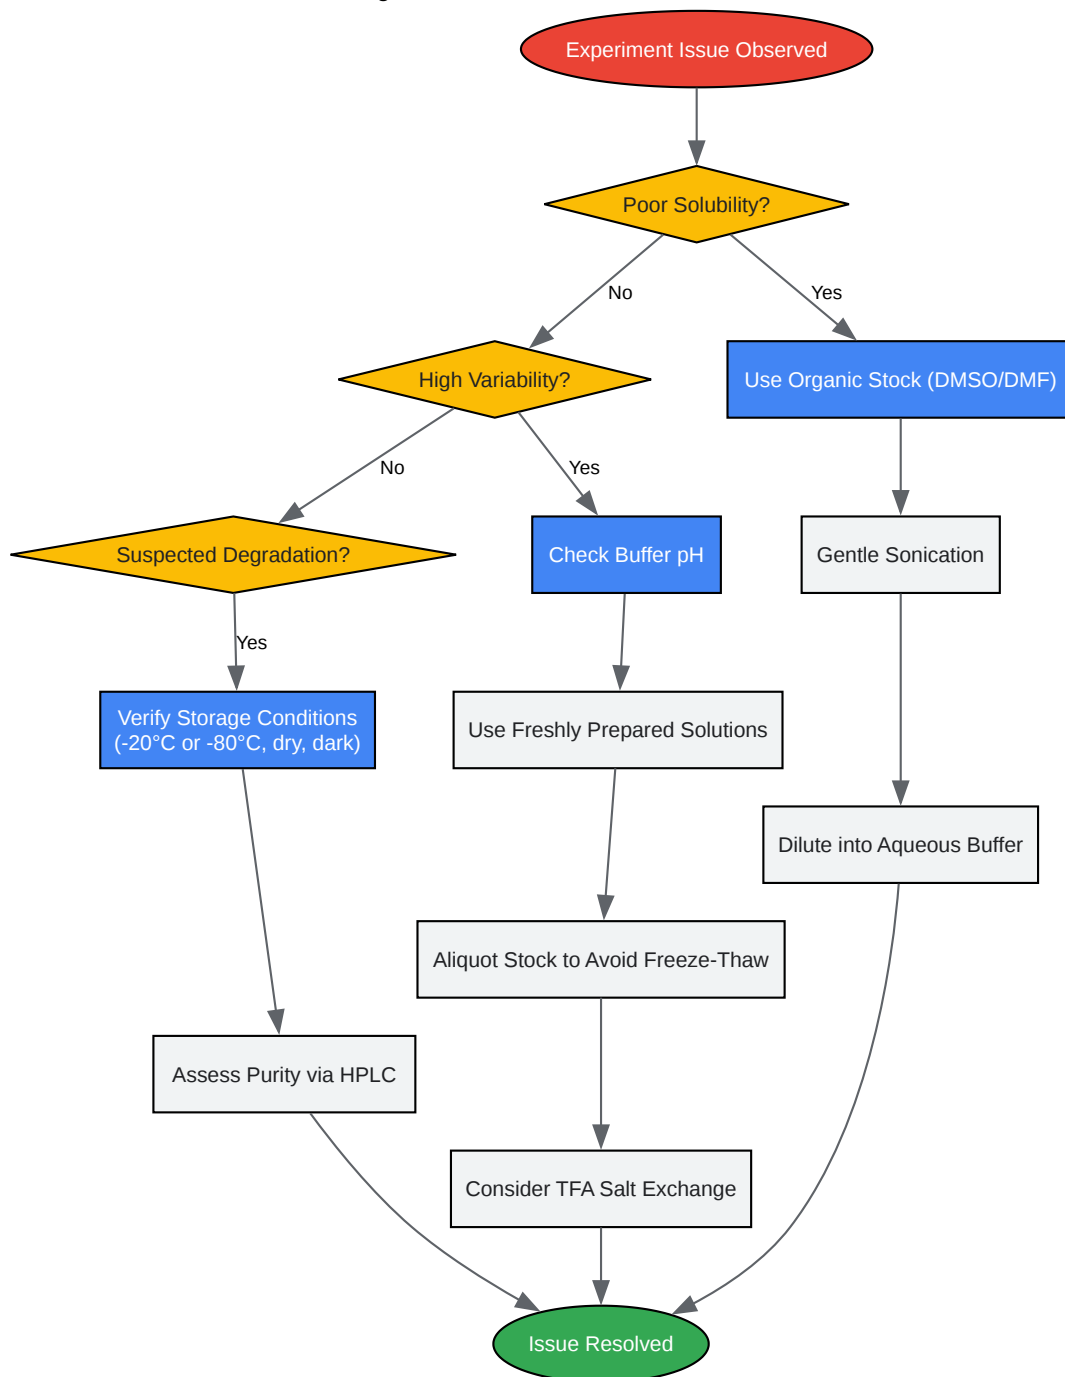 Experiment Issue Observed
Poor Solubility?
No
Yes
High Variability?
Use Organic Stock (DMSO/DMF)
No
Yes
Suspected Degradation?
Check Buffer pH
Gentle Sonication
Yes
Verify Storage Conditions
(-20°C or -80°C, dry, dark)
Use Freshly Prepared Solutions
Dilute into Aqueous Buffer
Aliquot Stock to Avoid Freeze-Thaw
Assess Purity via HPLC
Consider TFA Salt Exchange
Issue Resolved